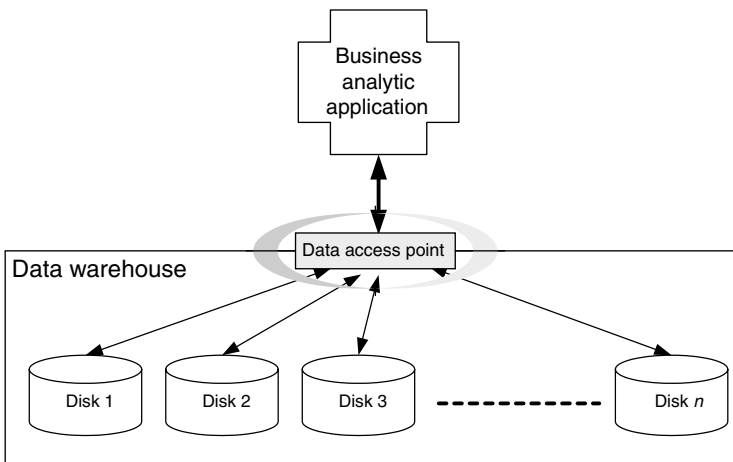 Business
analytic
application
Data access point
Data warehouse
Disk 1
Disk 2
Disk 3
Disk n